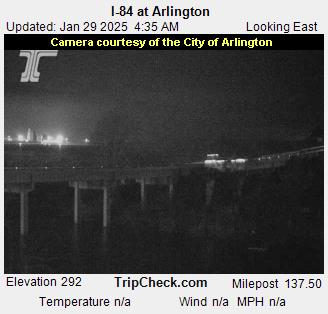 I-84 at Arlington
Updated: Jan 29 2025 4:35 AM Looking East
Camera courtesy of the City of Arlington
Elevation 292 TripCheck.com Milepost 137.50
Temperature n/a Wind n/a MPH n/a